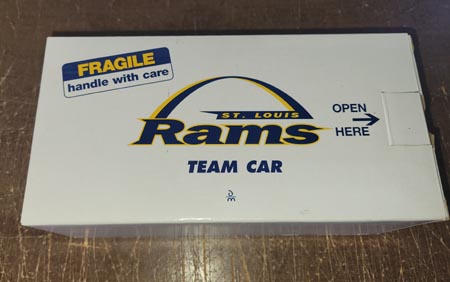 FRAGILE
handle with care
ST. LOUIS
Rams
TEAM CAR
OPEN
HERE